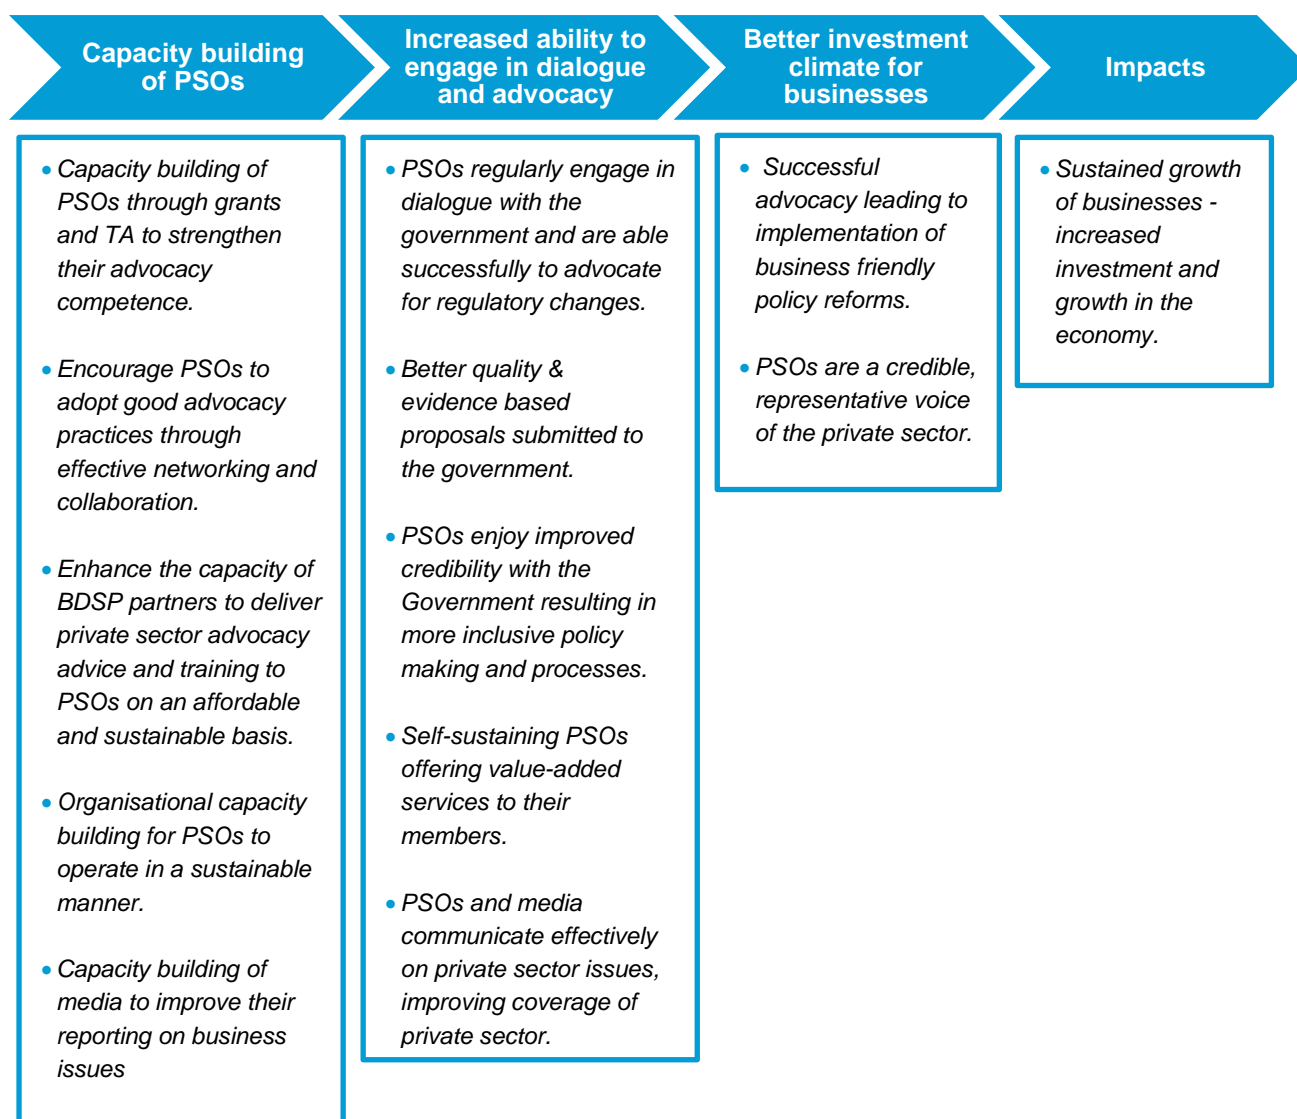 Capacity building
of PSOs
Increased ability to
engage in dialogue
and advocacy
Better investment
climate for
businesses
Impacts
• Capacity building of
PSOs through grants
and TA to strengthen
their advocacy
competence.
• Encourage PSOs to
adopt good advocacy
practices through
effective networking and
collaboration.
• Enhance the capacity of
BDSP partners to deliver
private sector advocacy
advice and training to
PSOs on an affordable
and sustainable basis.
• Organisational capacity
building for PSOs to
operate in a sustainable
manner.
• Capacity building of
media to improve their
reporting on business
issues
• PSOs regularly engage in
dialogue with the
government and are able
successfully to advocate
for regulatory changes.
• Better quality &
evidence based
proposals submitted to
the government.
• PSOs enjoy improved
credibility with the
Government resulting in
more inclusive policy
making and processes.
• Self-sustaining PSOs
offering value-added
services to their
members.
• PSOs and media
communicate effectively
on private sector issues,
improving coverage of
private sector.
• Successful
advocacy leading to
implementation of
business friendly
policy reforms.
• PSOs are a credible,
representative voice
of the private sector.
• Sustained growth
of businesses -
increased
investment and
growth in the
economy.